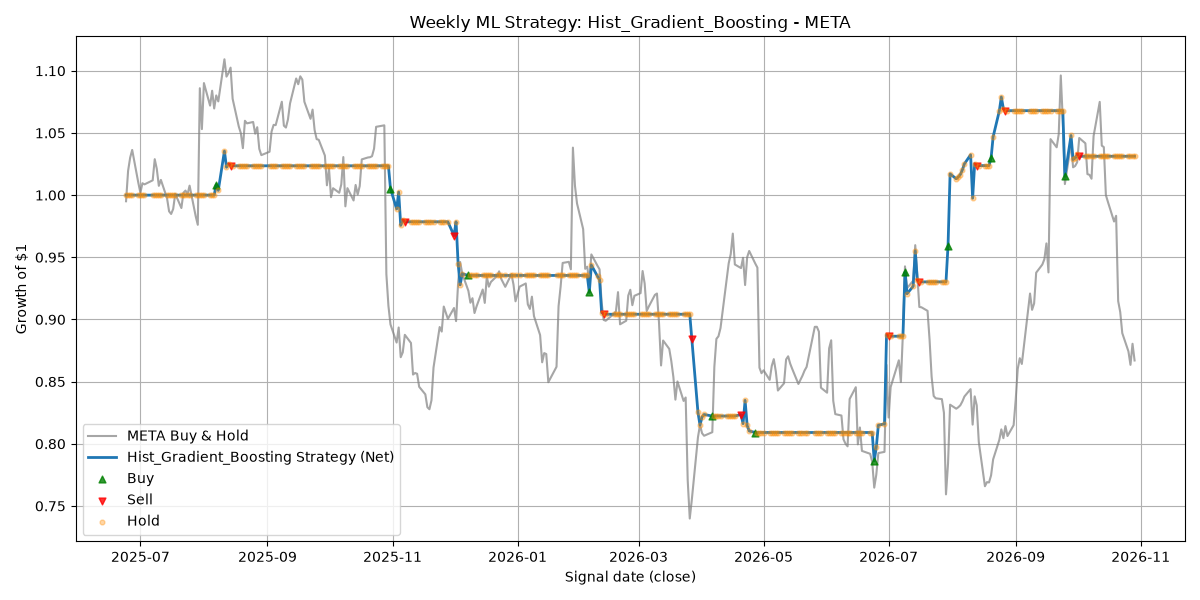 Weekly ML Strategy: Hist_Gradient_Boosting - META
Growth of $1
1.10
1.05
1.00
0.95
0.90
0.85
0.80
0.75
META Buy & Hold
Hist_Gradient_Boosting Strategy (Net)
Buy
Sell
Hold
2025-07
2025-09
2025-11
2026-01
2026-03
2026-05
2026-07
2026-09
2026-11
Signal date (close)